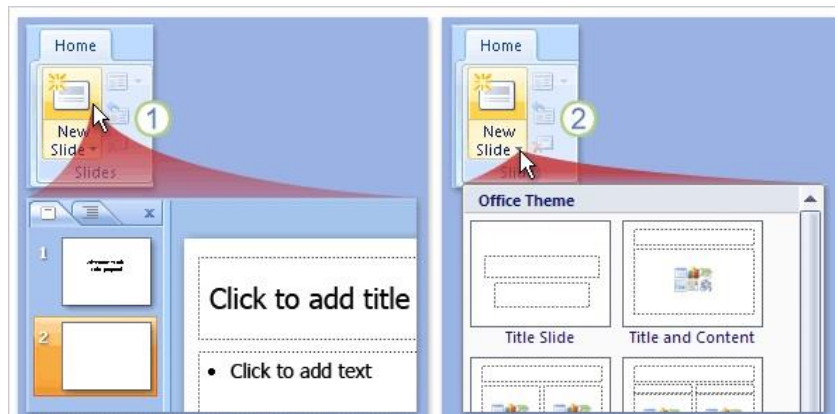 Home
New
Slide
Slides
1
1
2
Click to add title
Click to add text
Home
New
Slide
2
Office Theme
Title Slide
Title and Content